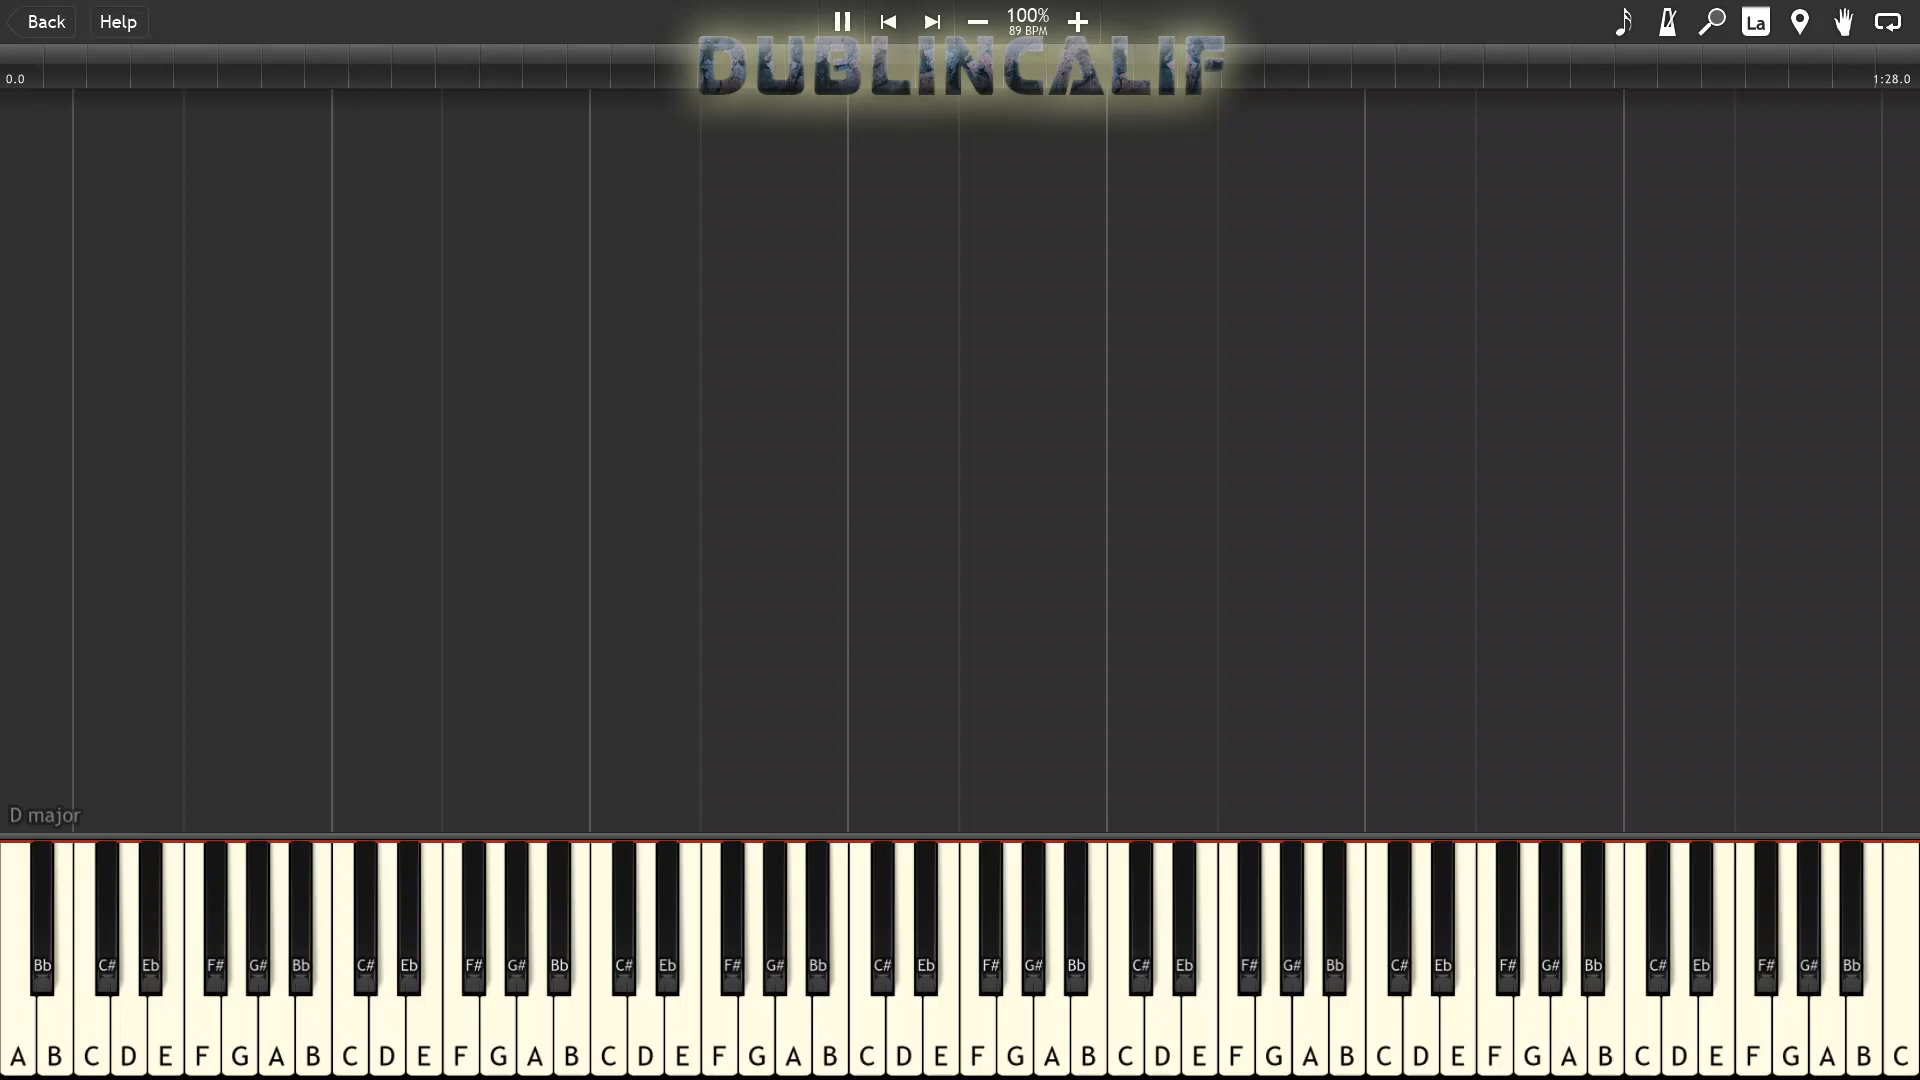 Back Help 100% La
89 BPM
DUBLINCALIF
0.0 1:28.0
D major
Bb C# Eb F# G# Bb C# Eb F# G# Bb C# Eb F# G# Bb C# Eb F# G# Bb C# Eb F# G# Bb C# Eb F# G# Bb C# Eb F# G# Bb
A B C D E F G A B C D E F G A B C D E F G A B C D E F G A B C D E F G A B C D E F G A B C D E F G A B C